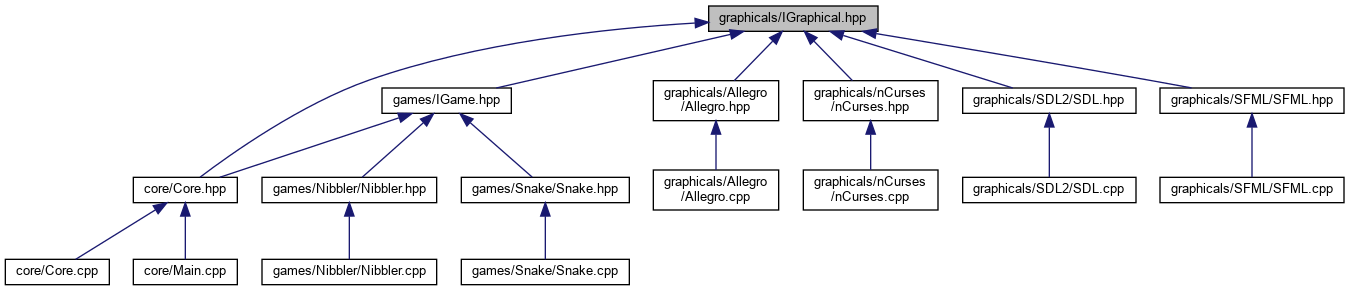 graphicals/IGraphical.hpp
games/IGame.hpp
graphicals/Allegro
/Allegro.hpp
graphicals/nCurses
/nCurses.hpp
graphicals/SDL2/SDL.hpp
graphicals/SFML/SFML.hpp
core/Core.hpp
games/Nibbler/Nibbler.hpp
games/Snake/Snake.hpp
graphicals/Allegro
/Allegro.cpp
graphicals/nCurses
/nCurses.cpp
graphicals/SDL2/SDL.cpp
graphicals/SFML/SFML.cpp
core/Core.cpp
core/Main.cpp
games/Nibbler/Nibbler.cpp
games/Snake/Snake.cpp